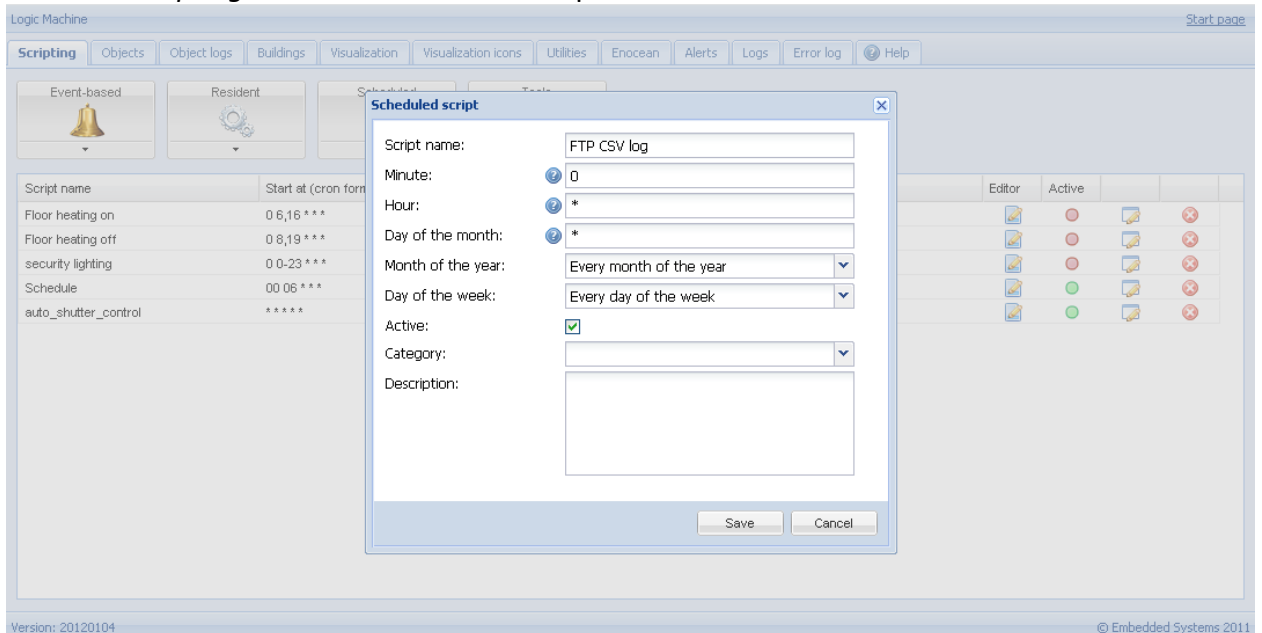 Logic Machine Start page
Scripting Objects Object logs Buildings Visualization Visualization icons Utilities Enocean Alerts Logs Error log Help
Event-based Resident
Scheduled script
Script name: FTP CSV log
Minute: 0
Hour: *
Day of the month: *
Month of the year: Every month of the year
Day of the week: Every day of the week
Active:
Category:
Description:
Save Cancel
Script name Start at (cron form Editor Active
Floor heating on 0 6,16 * * *
Floor heating off 0 8,19 * * *
security lighting 0 0-23 * * *
Schedule 00 06 * * *
auto_shutter_control * * * * *
Version: 20120104 © Embedded Systems 2011